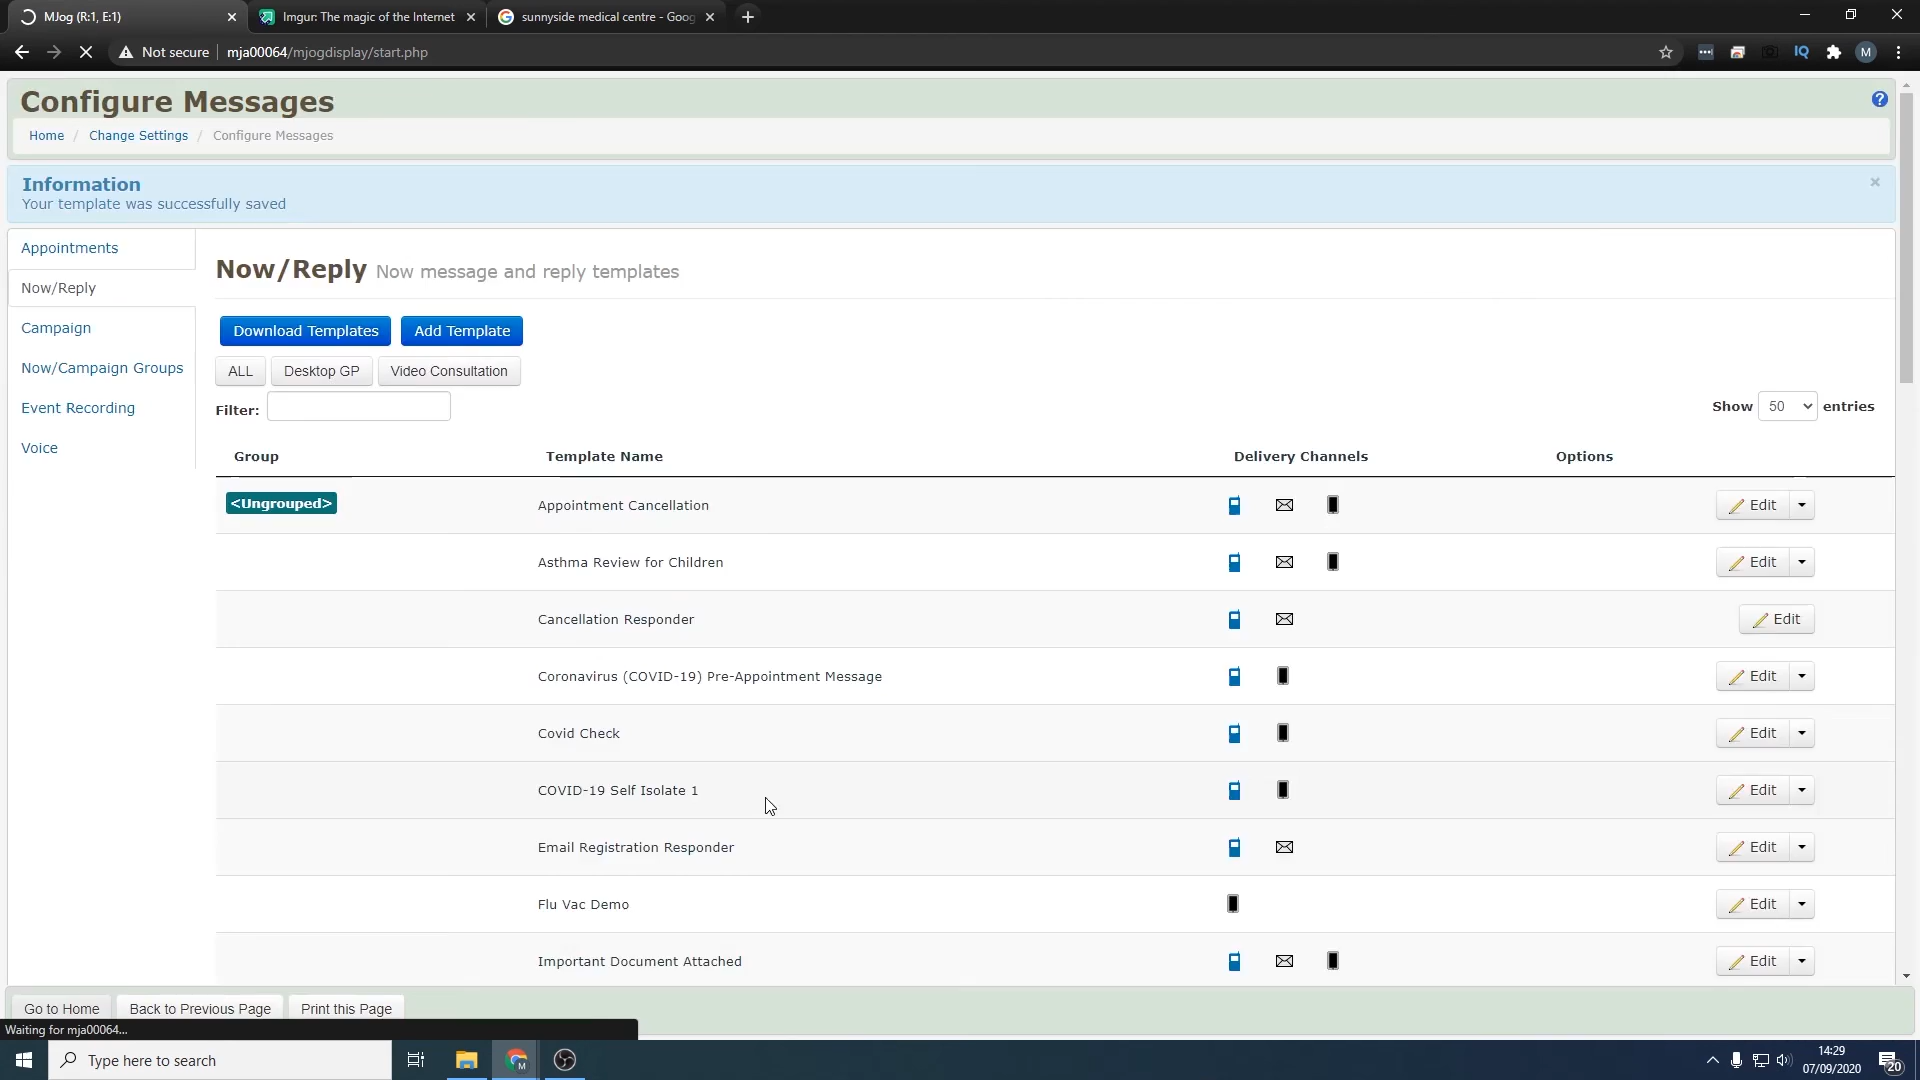 MJog (R:1, E:1)
Imgur: The magic of the Internet
sunnyside medical centre - Goog
Not secure
mja00064/mjogdisplay/start.php
IQ
M
Configure Messages
?
Home / Change Settings / Configure Messages
Information
Your template was successfully saved
Appointments
Now/Reply
Campaign
Now/Campaign Groups
Event Recording
Voice
Now/Reply Now message and reply templates
Download Templates
Add Template
ALL
Desktop GP
Video Consultation
Filter:
Show 50 entries
Group
Template Name
Delivery Channels
Options
<Ungrouped>
Appointment Cancellation
Edit
Asthma Review for Children
Edit
Cancellation Responder
Edit
Coronavirus (COVID-19) Pre-Appointment Message
Edit
Covid Check
Edit
COVID-19 Self Isolate 1
Edit
Email Registration Responder
Edit
Flu Vac Demo
Edit
Important Document Attached
Edit
Go to Home
Back to Previous Page
Print this Page
Waiting for mja00064...
Type here to search
M
14:29
07/09/2020
20